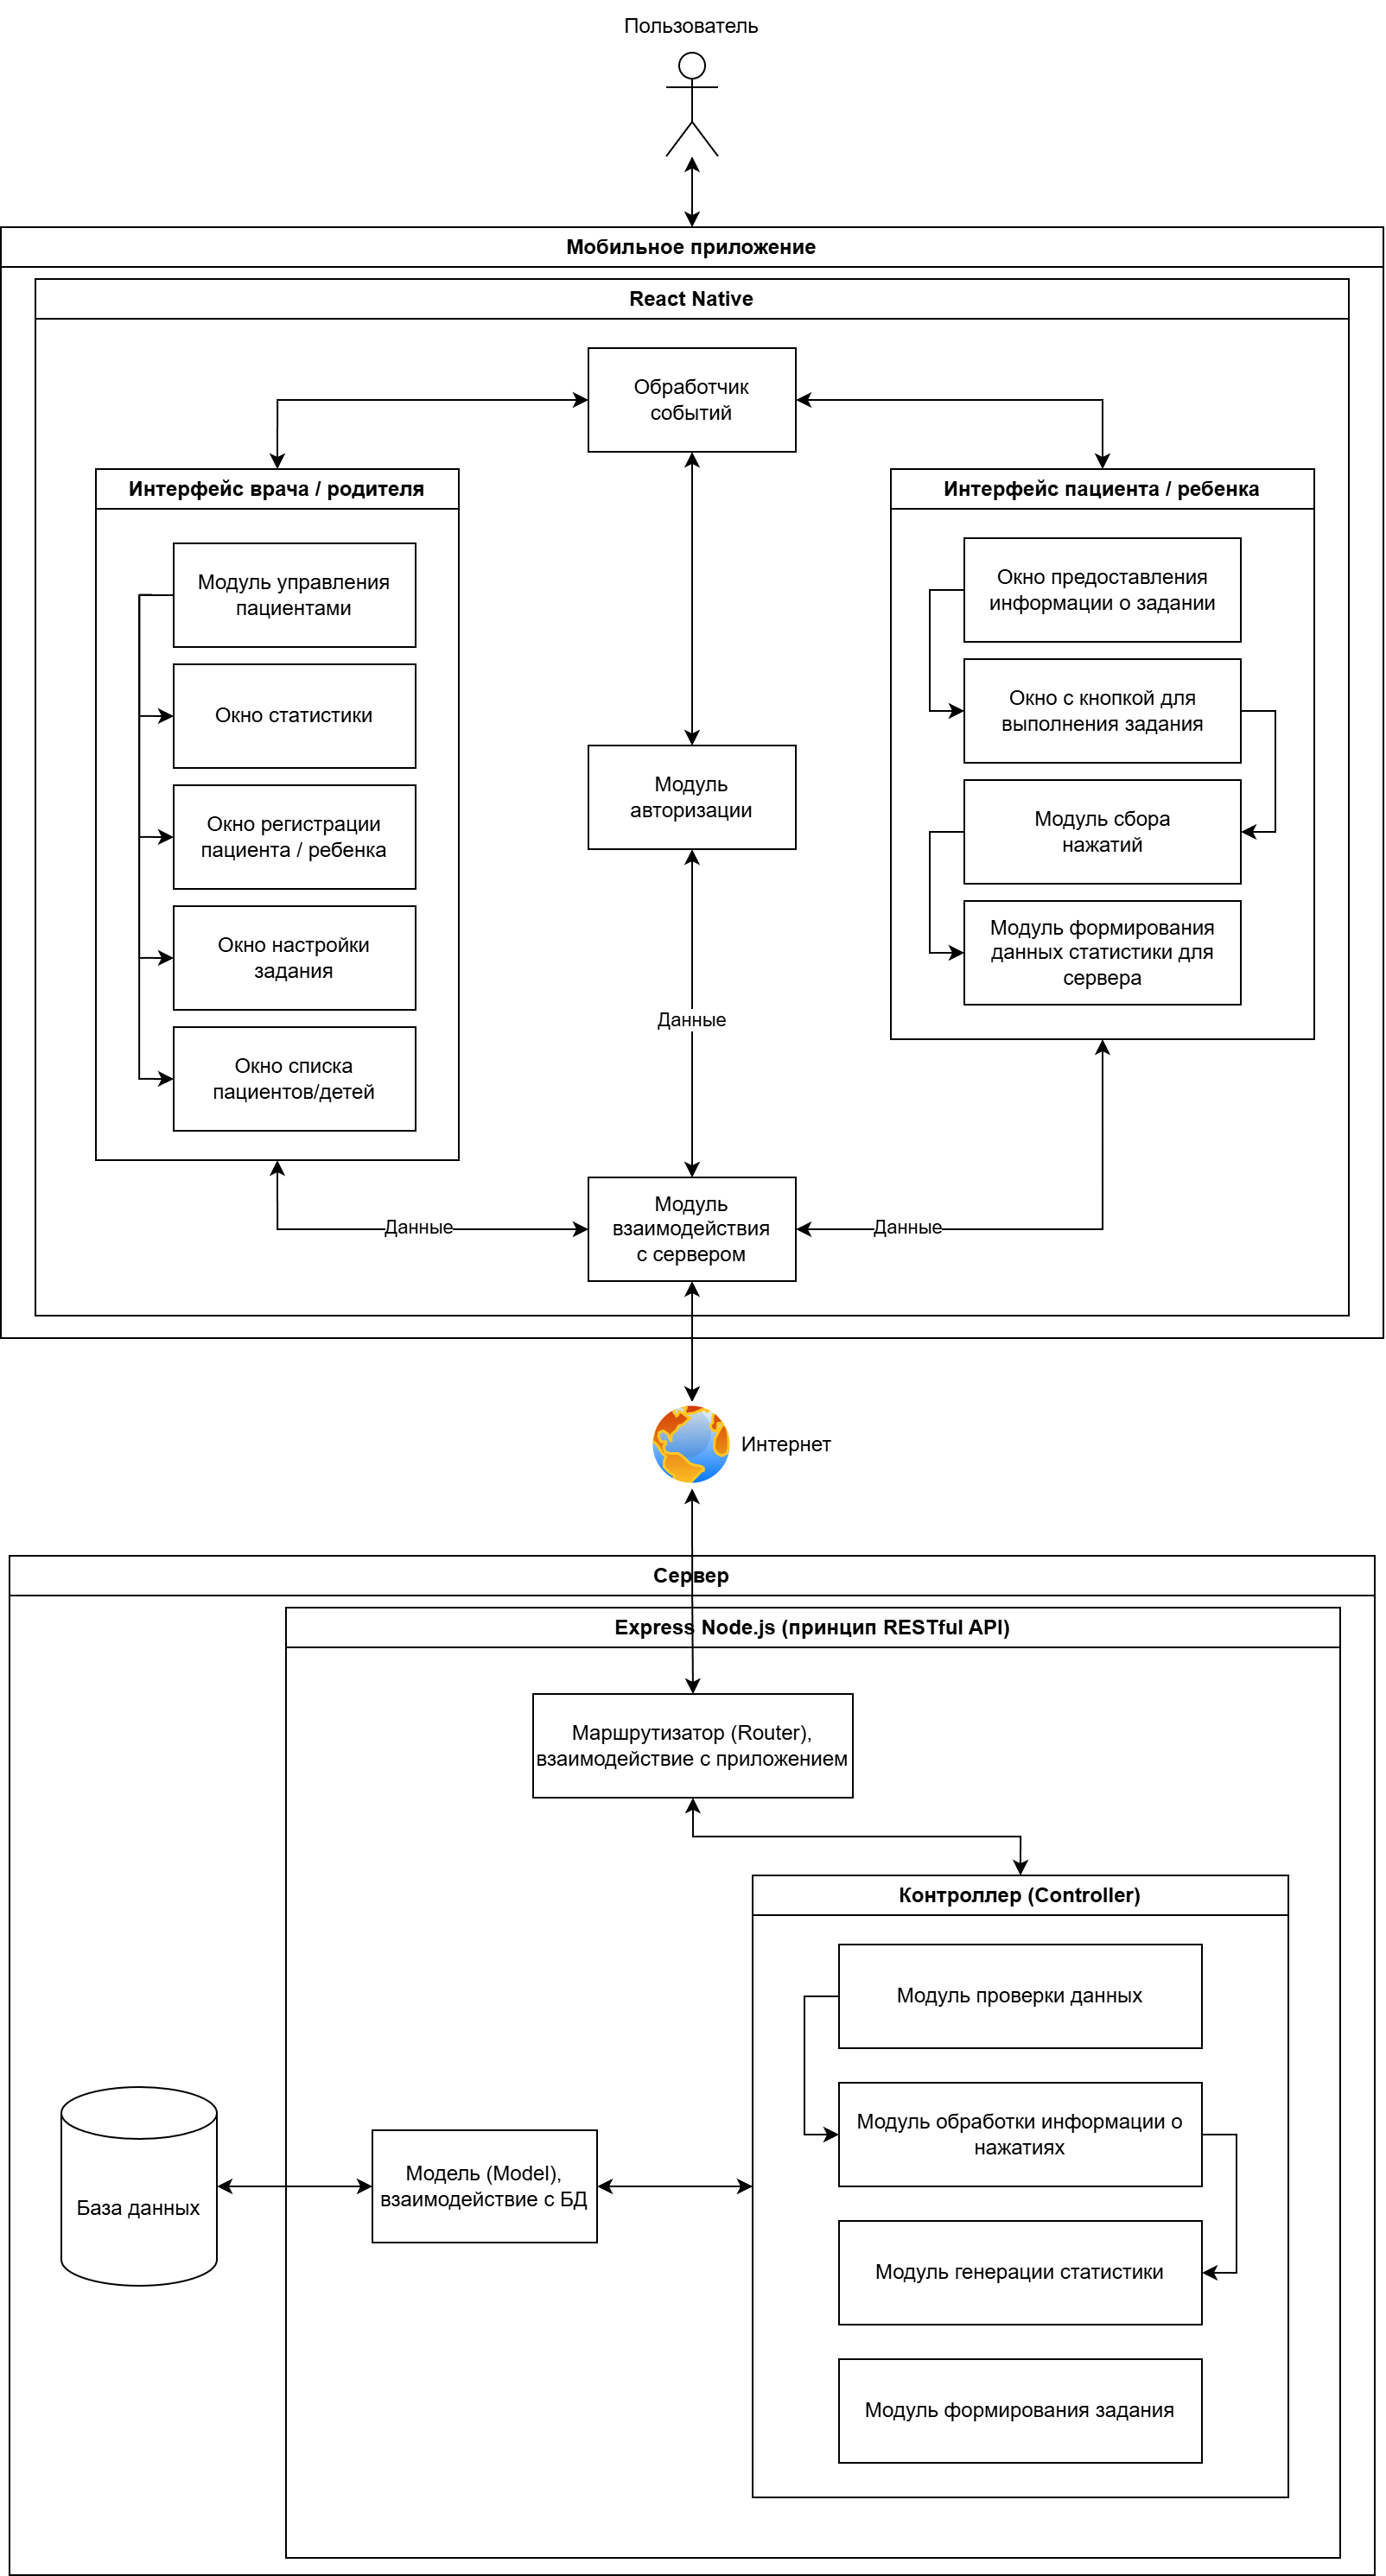 Пользователь
Мобильное приложение
React Native
Обработчик
событий
Интерфейс врача / родителя
Модуль управления
пациентами
Окно статистики
Окно регистрации
пациента / ребенка
Окно настройки
задания
Окно списка
пациентов/детей
Модуль
авторизации
Данные
Интерфейс пациента / ребенка
Окно предоставления
информации о задании
Окно с кнопкой для
выполнения задания
Модуль сбора
нажатий
Модуль формирования
данных статистики для
сервера
Данные
Модуль
взаимодействия
с сервером
Данные
Интернет
Сервер
Express Node.js (принцип RESTful API)
Маршрутизатор (Router),
взаимодействие с приложением
Контроллер (Controller)
Модуль проверки данных
Модуль обработки информации о
нажатиях
Модуль генерации статистики
Модуль формирования задания
Модель (Model),
взаимодействие с БД
База данных